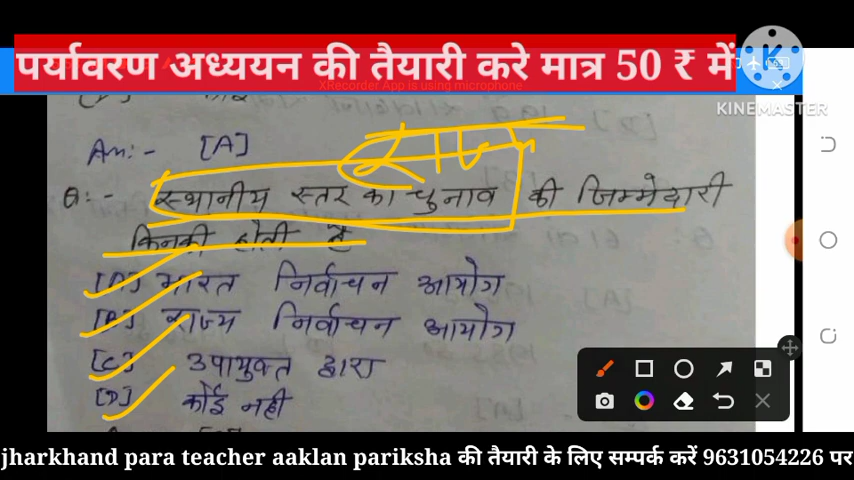 पर्यावरण अध्ययन की तैयारी करे मात्र 50 ₹ में
XRecorder App is using microphone
KINEMASTER
Ans:- [A]
Q:- स्थानीय स्तर का चुनाव की जिम्मेदारी
किनकी होती है
[A] भारत निर्वाचन आयोग
[B] राज्य निर्वाचन आयोग
[C] उपायुक्त द्वारा
[D] कोई नही
jharkhand para teacher aaklan pariksha की तैयारी के लिए सम्पर्क करें 9631054226 पर